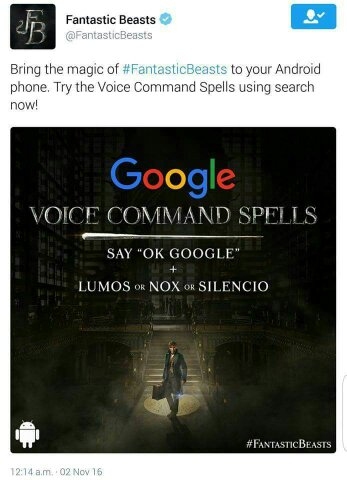 Fantastic Beasts
@FantasticBeasts
Bring the magic of #FantasticBeasts to your Android
phone. Try the Voice Command Spells using search
now!
Google
VOICE COMMAND SPELLS
SAY "OK GOOGLE"
+
LUMOS OR NOX OR SILENCIO
#FANTASTICBEASTS
12:14 a.m. · 02 Nov 16